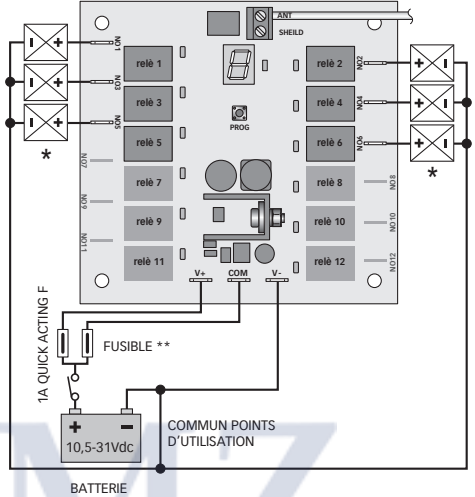 ANT
SHEILD
- +
NO1
relè 1
relè 2
NO2
- +
- +
NO3
relè 3
relè 4
NO4
- +
PROG
- +
NO5
relè 5
relè 6
NO6
- +
*
*
NO7
relè 7
relè 8
NO8
NO9
relè 9
relè 10
NO10
NO11
relè 11
relè 12
NO12
V+
COM
V-
1A QUICK ACTING F
FUSIBLE **
+ -
10,5-31Vdc
COMMUN POINTS
D'UTILISATION
BATTERIE